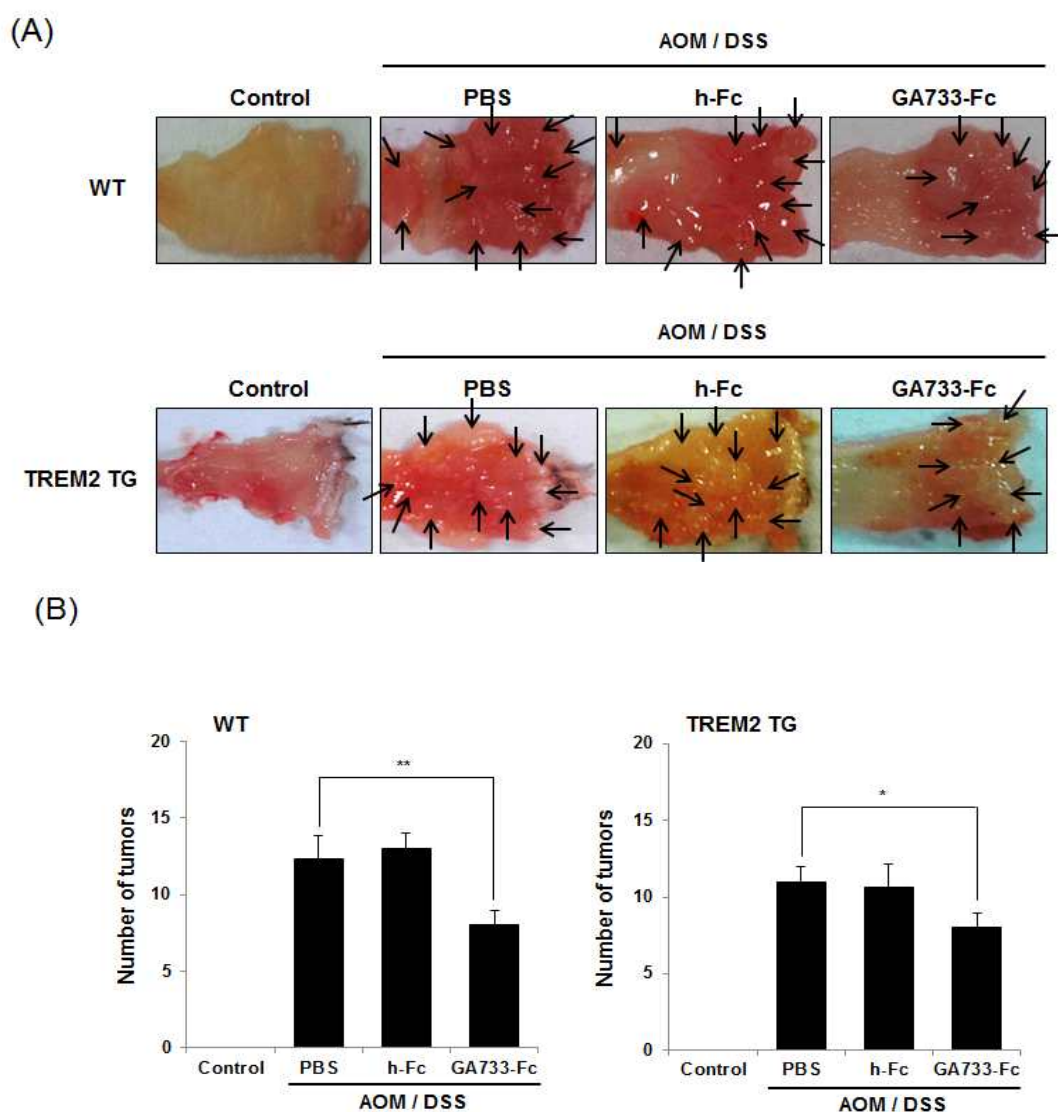 (A)
AOM / DSS
Control PBS h-Fc GA733-Fc
WT
AOM / DSS
Control PBS h-Fc GA733-Fc
TREM2 TG
(B)
WT
20
15
10
5
0
Number of tumors
**
Control PBS h-Fc GA733-Fc
AOM / DSS
TREM2 TG
20
15
10
5
0
Number of tumors
*
Control PBS h-Fc GA733-Fc
AOM / DSS